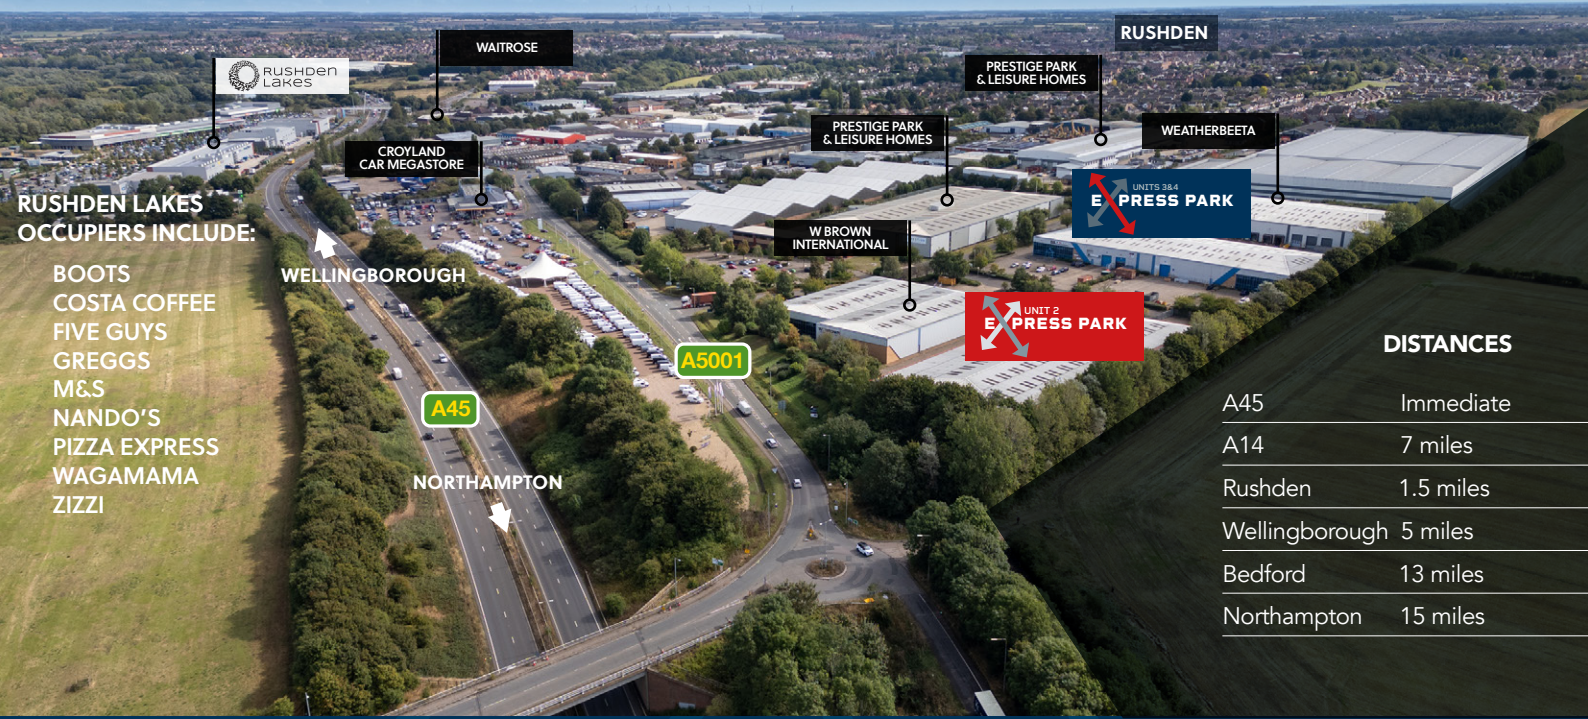 RUSHDEN
WAITROSE
RUSHDEN
LAKES
PRESTIGE PARK
& LEISURE HOMES
PRESTIGE PARK
& LEISURE HOMES
WEATHERBEETA
CROYLAND
CAR MEGASTORE
UNITS 3&4
EXPRESS PARK
W BROWN
INTERNATIONAL
UNIT 2
EXPRESS PARK
RUSHDEN LAKES
OCCUPIERS INCLUDE:
BOOTS
COSTA COFFEE
FIVE GUYS
GREGGS
M&S
NANDO'S
PIZZA EXPRESS
WAGAMAMA
ZIZZI
WELLINGBOROUGH
A5001
A45
NORTHAMPTON
DISTANCES
A45 Immediate
A14 7 miles
Rushden 1.5 miles
Wellingborough 5 miles
Bedford 13 miles
Northampton 15 miles